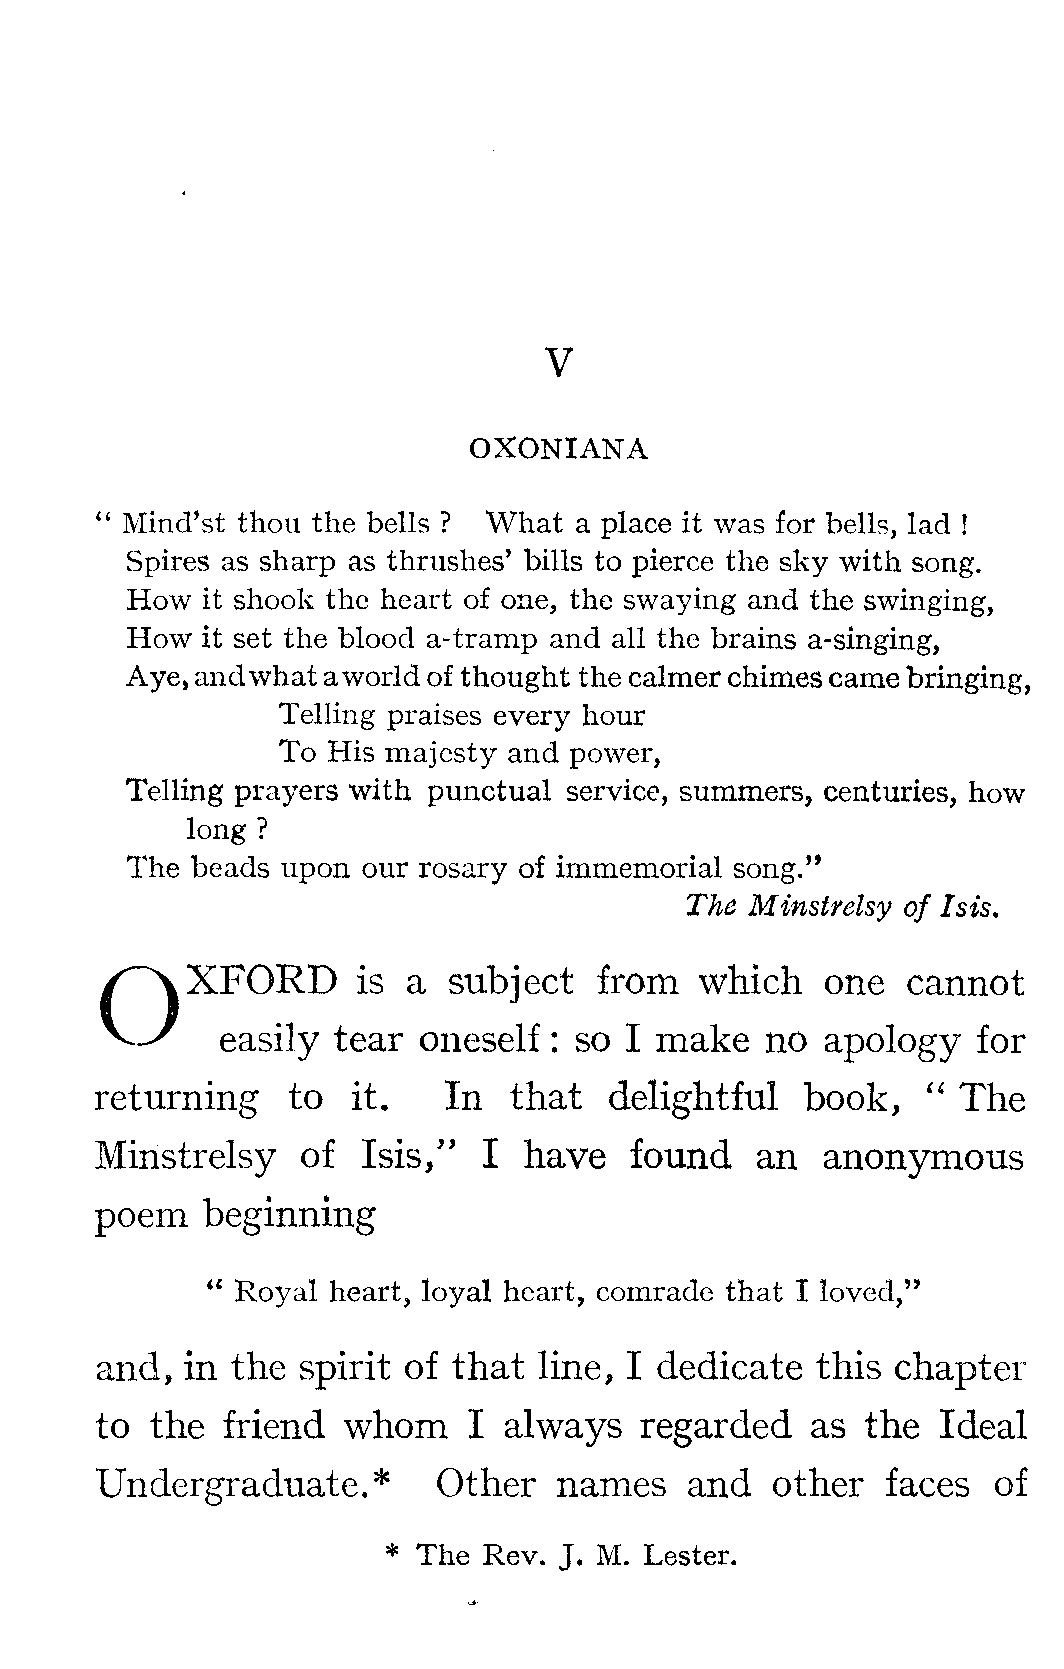 V
OXONIANA
“ Mind’st thou the bells ? What a place it was for bells, lad !
Spires as sharp as thrushes’ bills to pierce the sky with song.
How it shook the heart of one, the swaying and the swinging,
How it set the blood a-tramp and all the brains a-singing,
Aye, and what a world of thought the calmer chimes came bringing,
Telling praises every hour
To His majesty and power,
Telling prayers with punctual service, summers, centuries, how
long ?
The beads upon our rosary of immemorial song.”
The Minstrelsy of Isis.
OXFORD is a subject from which one cannot
easily tear oneself : so I make no apology for
returning to it. In that delightful book, “ The
Minstrelsy of Isis,” I have found an anonymous
poem beginning
“ Royal heart, loyal heart, comrade that I loved,”
and, in the spirit of that line, I dedicate this chapter
to the friend whom I always regarded as the Ideal
Undergraduate.* Other names and other faces of
* The Rev. J. M. Lester.